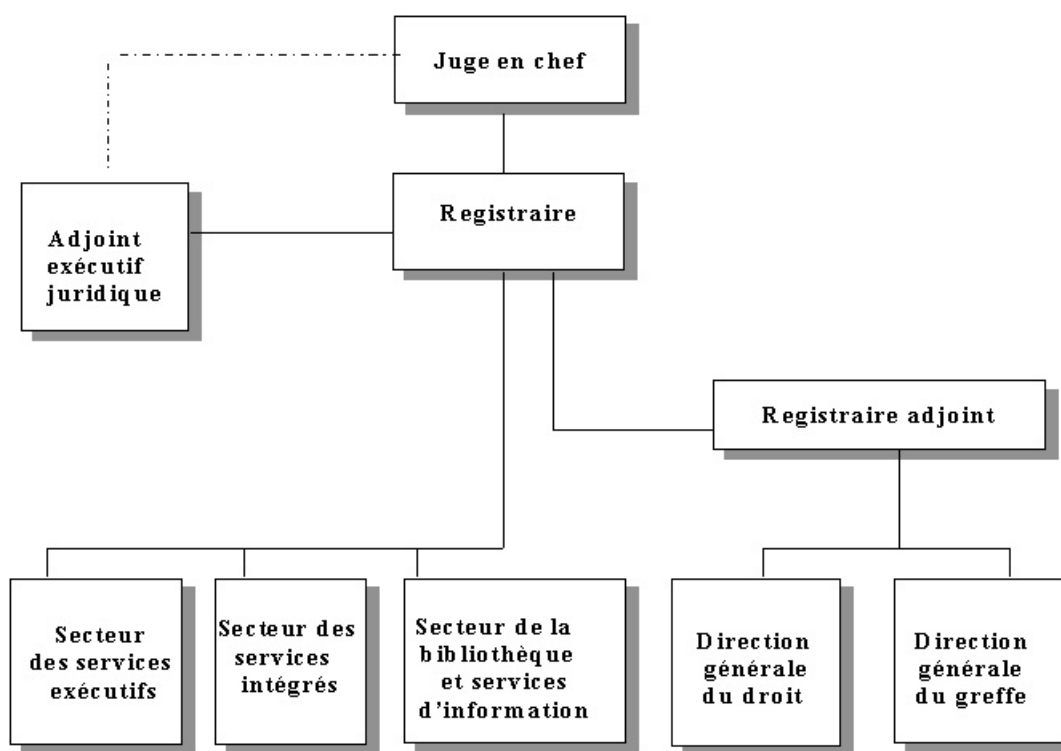 Juge en chef
Registraire
Adjoint
exécutif
juridique
Registraire adjoint
Secteur
des services
exécutifs
Secteur des
services
intégrés
Secteur de la
bibliothèque
et services
d'information
Direction
générale
du droit
Direction
générale
du greffe